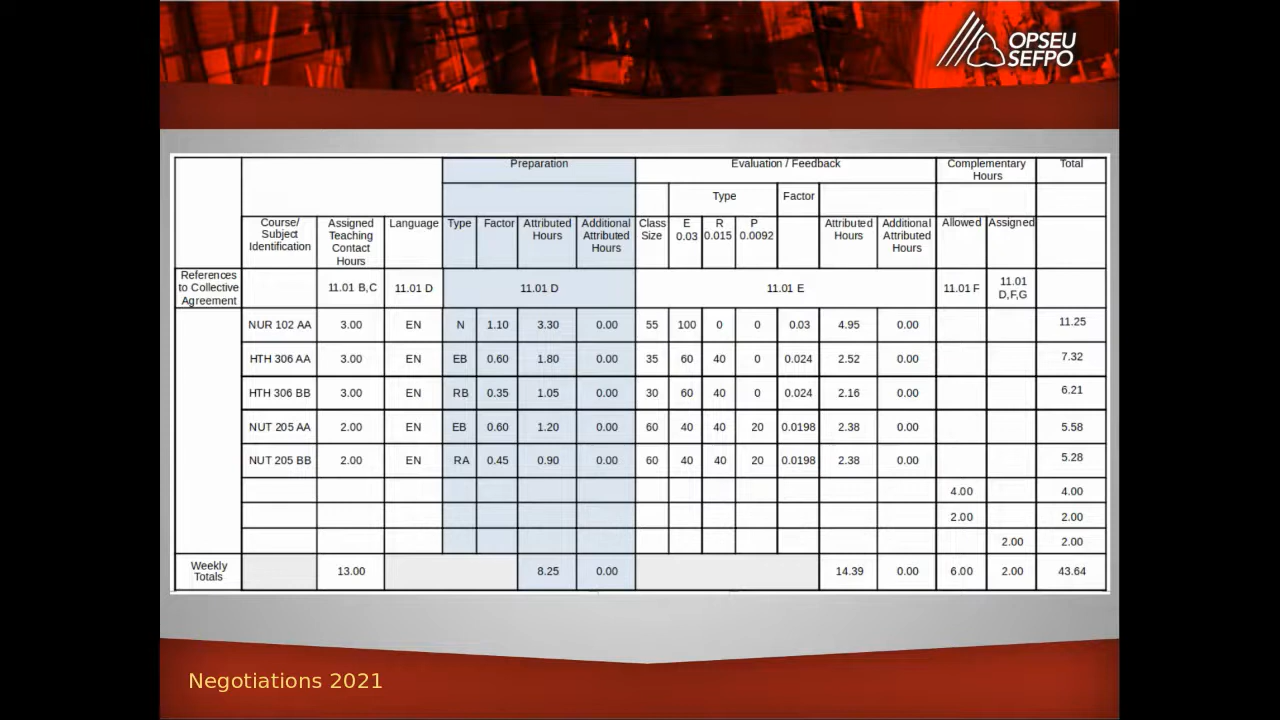 OPSEU
SEFPO
Preparation Evaluation / Feedback Complementary Hours Total
Type Factor
Course/ Subject Identification Assigned Teaching Contact Hours Language Type Factor Attributed Hours Additional Attributed Hours Class Size E 0.03 R 0.015 P 0.0092 Attributed Hours Additional Attributed Hours Allowed Assigned
References to Collective Agreement 11.01 B,C 11.01 D 11.01 D 11.01 E 11.01 F 11.01 D,F,G
NUR 102 AA 3.00 EN N 1.10 3.30 0.00 55 100 0 0 0.03 4.95 0.00 11.25
HTH 306 AA 3.00 EN EB 0.60 1.80 0.00 35 60 40 0 0.024 2.52 0.00 7.32
HTH 306 BB 3.00 EN RB 0.35 1.05 0.00 30 60 40 0 0.024 2.16 0.00 6.21
NUT 205 AA 2.00 EN EB 0.60 1.20 0.00 60 40 40 20 0.0198 2.38 0.00 5.58
NUT 205 BB 2.00 EN RA 0.45 0.90 0.00 60 40 40 20 0.0198 2.38 0.00 5.28
4.00 4.00
2.00 2.00
2.00 2.00
Weekly Totals 13.00 8.25 0.00 14.39 0.00 6.00 2.00 43.64
Negotiations 2021